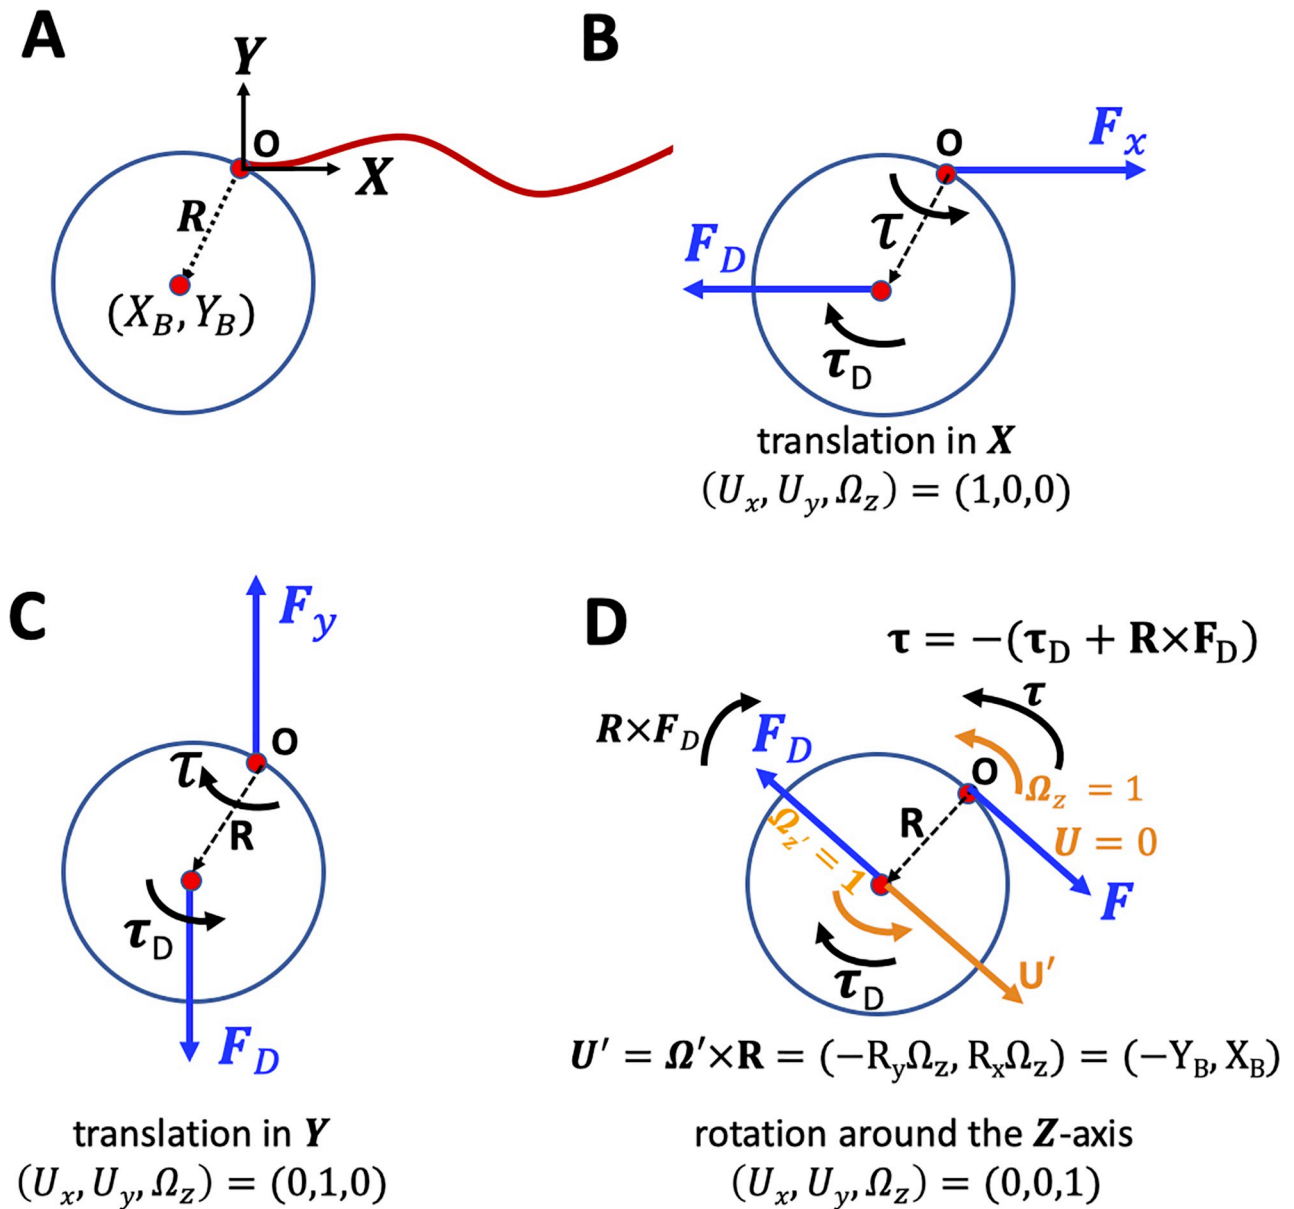 A
Y
O
X
R
(X_B, Y_B)
B
O
F_x
τ
F_D
τ_D
translation in X
(U_x, U_y, Ω_z) = (1,0,0)
C
F_y
O
τ
R
τ_D
F_D
translation in Y
(U_x, U_y, Ω_z) = (0,1,0)
D
τ = −(τ_D + R×F_D)
τ
R×F_D
F_D
O
Ω_z = 1
U = 0
R
Ω_z' = 1
F
τ_D
U′
U′ = Ω′×R = (−R_yΩ_z, R_xΩ_z) = (−Y_B, X_B)
rotation around the Z-axis
(U_x, U_y, Ω_z) = (0,0,1)